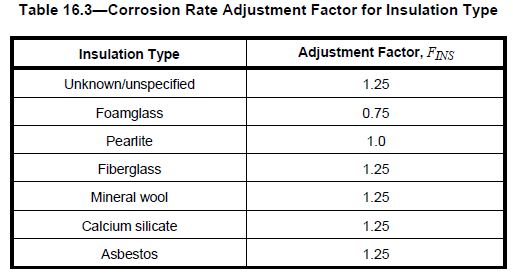 Table 16.3—Corrosion Rate Adjustment Factor for Insulation Type
Insulation Type Adjustment Factor, FINS
Unknown/unspecified 1.25
Foamglass 0.75
Pearlite 1.0
Fiberglass 1.25
Mineral wool 1.25
Calcium silicate 1.25
Asbestos 1.25